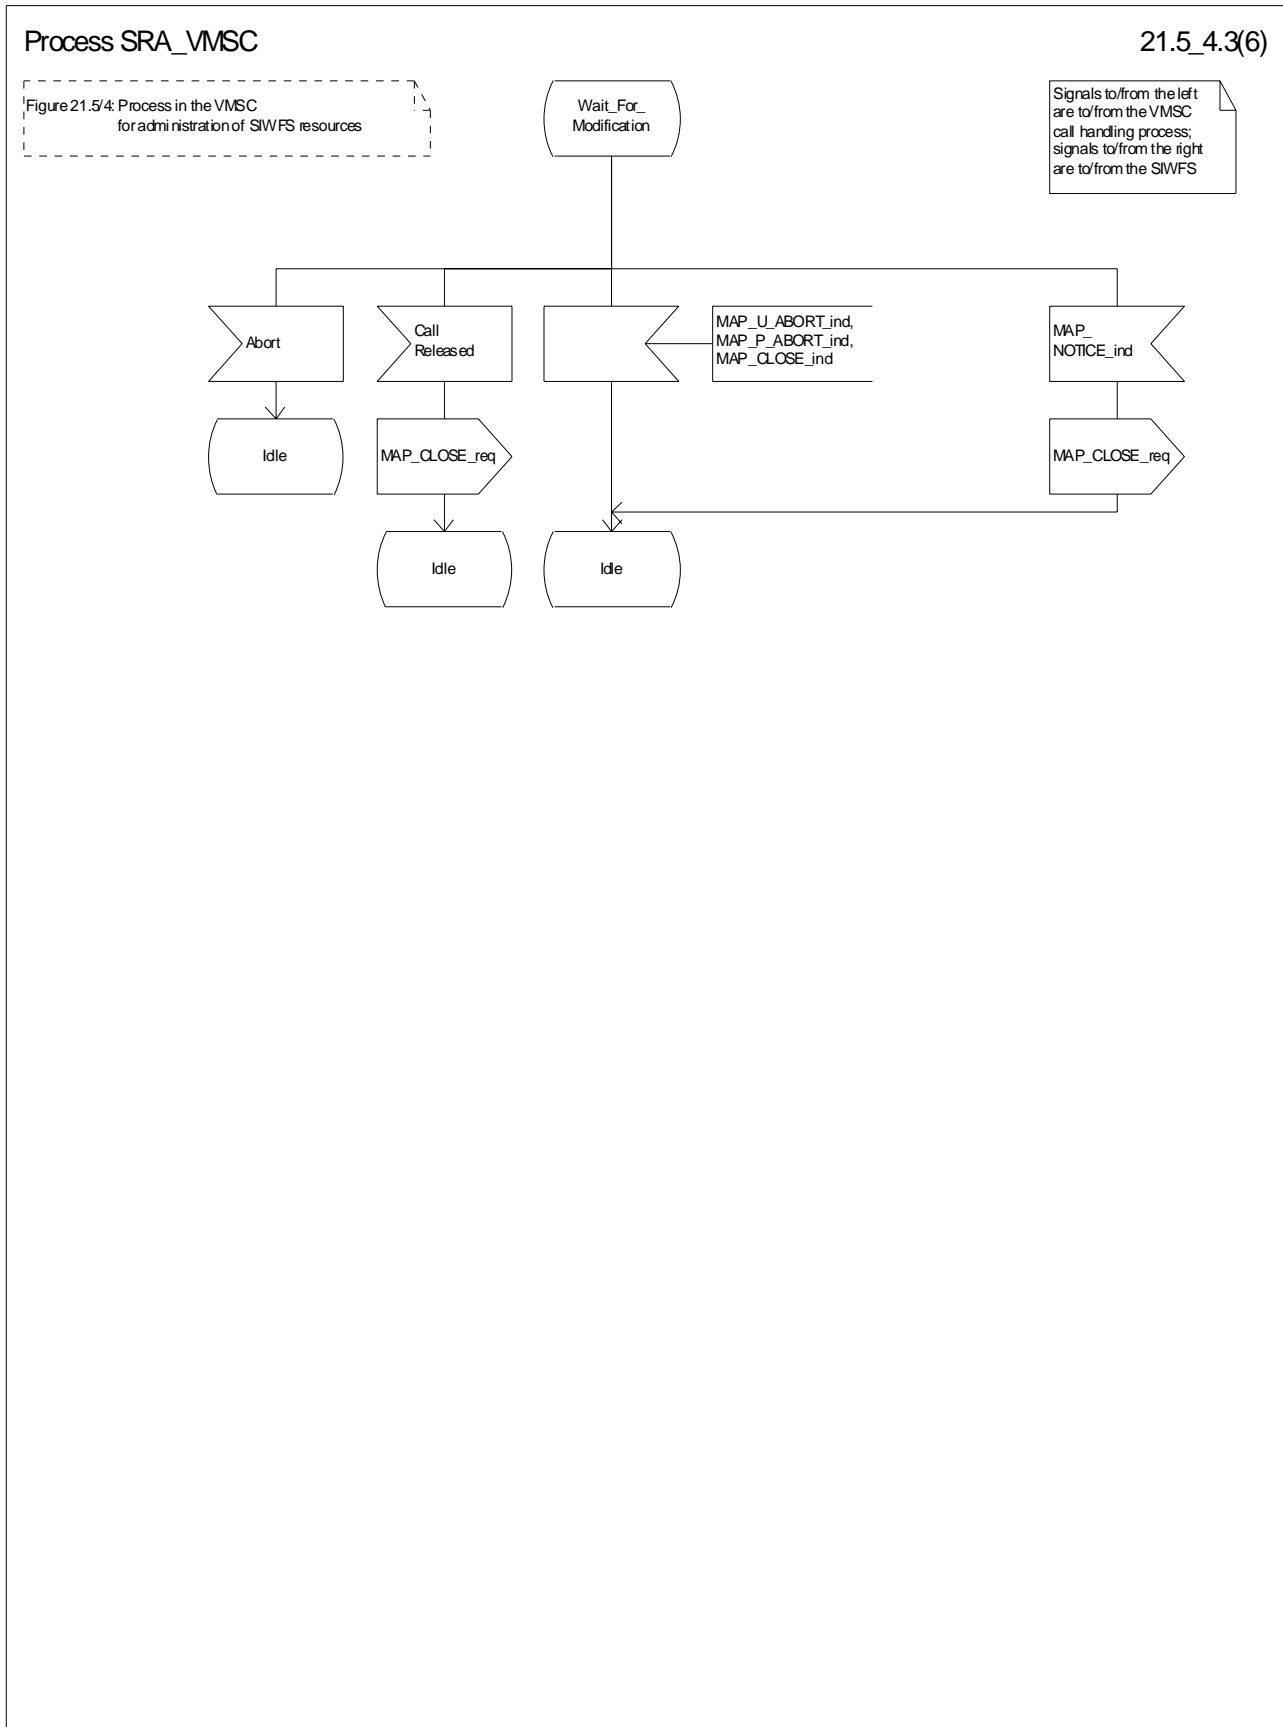 Process SRA_VMSC
21.5_4.3(6)
Figure 21.5/4: Process in the VMSC
for administration of SIWFS resources
Wait_For_
Modification
Signals to/from the left
are to/from the VMSC
call handling process;
signals to/from the right
are to/from the SIWFS
Abort
Call
Released
MAP_U_ABORT_ind,
MAP_P_ABORT_ind,
MAP_CLOSE_ind
MAP_
NOTICE_ind
Idle
MAP_CLOSE_req
MAP_CLOSE_req
Idle
Idle